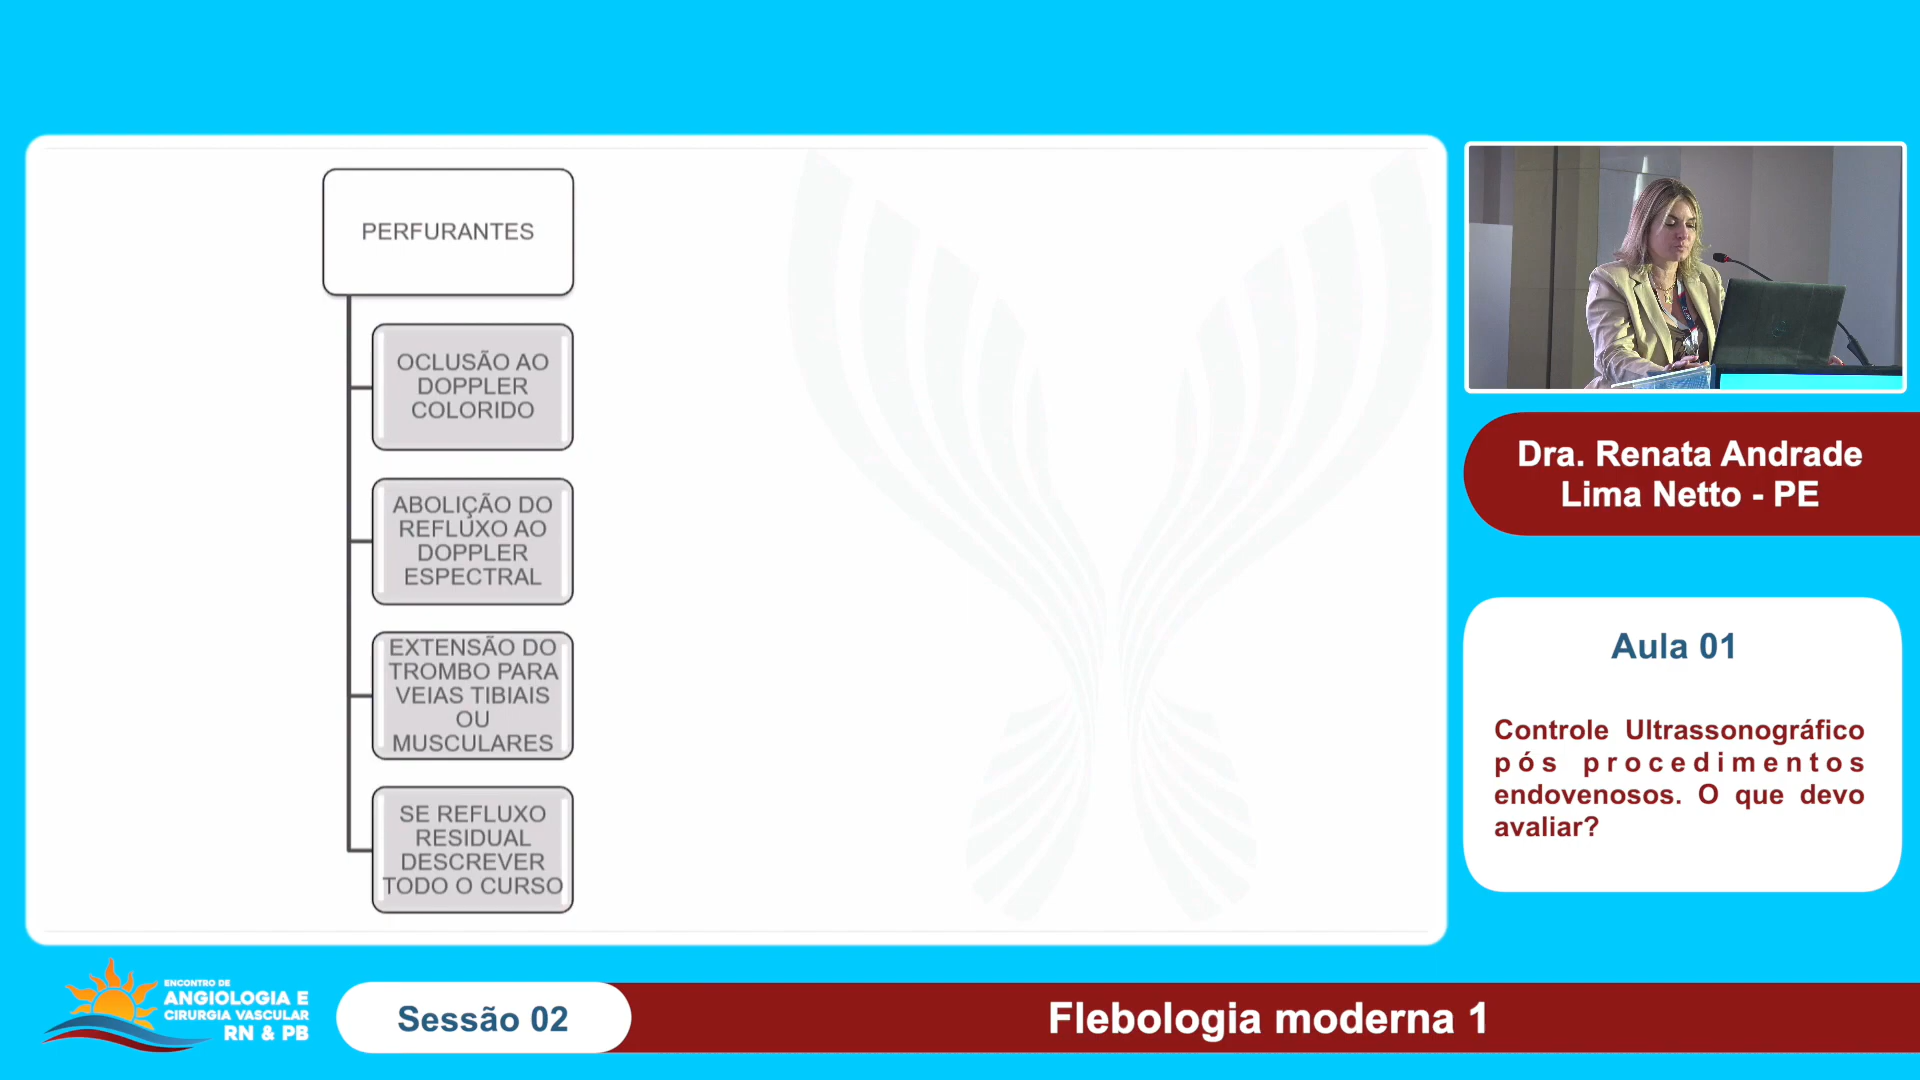 PERFURANTES
OCLUSÃO AO
DOPPLER
COLORIDO
ABOLIÇÃO DO
REFLUXO AO
DOPPLER
ESPECTRAL
EXTENSÃO DO
TROMBO PARA
VEIAS TIBIAIS
OU
MUSCULARES
SE REFLUXO
RESIDUAL
DESCREVER
TODO O CURSO
Dra. Renata Andrade
Lima Netto - PE
Aula 01
Controle Ultrassonográfico
pós procedimentos
endovenosos. O que devo
avaliar?
ENCONTRO DE
ANGIOLOGIA E
CIRURGIA VASCULAR
RN & PB
Sessão 02
Flebologia moderna 1